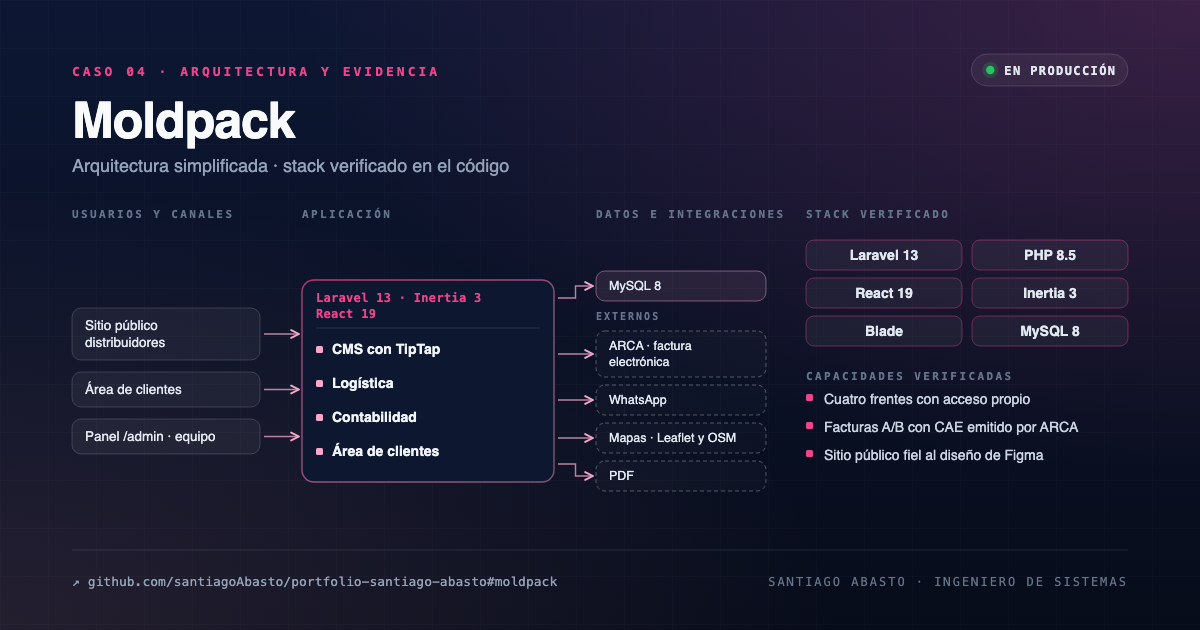 CASO 04 · ARQUITECTURA Y EVIDENCIA
EN PRODUCCIÓN
Moldpack
Arquitectura simplificada · stack verificado en el código
USUARIOS Y CANALES
Sitio público
distribuidores
Área de clientes
Panel /admin · equipo
APLICACIÓN
Laravel 13 · Inertia 3
React 19
CMS con TipTap
Logística
Contabilidad
Área de clientes
DATOS E INTEGRACIONES
MySQL 8
EXTERNOS
ARCA · factura
electrónica
WhatsApp
Mapas · Leaflet y OSM
PDF
STACK VERIFICADO
Laravel 13
PHP 8.5
React 19
Inertia 3
Blade
MySQL 8
CAPACIDADES VERIFICADAS
Cuatro frentes con acceso propio
Facturas A/B con CAE emitido por ARCA
Sitio público fiel al diseño de Figma
↗ github.com/santiagoAbasto/portfolio-santiago-abasto#moldpack
SANTIAGO ABASTO · INGENIERO DE SISTEMAS